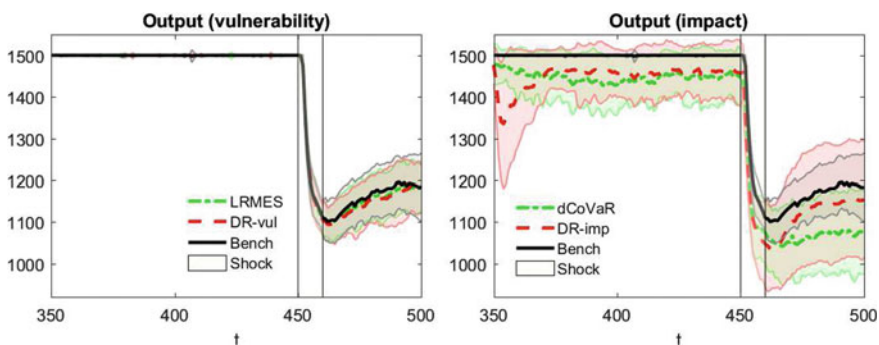 Output (vulnerability)
1500
1400
1300
1200
1100
1000
LRMES
DR-vul
Bench
Shock
350
400
450
500
t
Output (impact)
1500
1400
1300
1200
1100
1000
dCoVaR
DR-imp
Bench
Shock
350
400
450
500
t